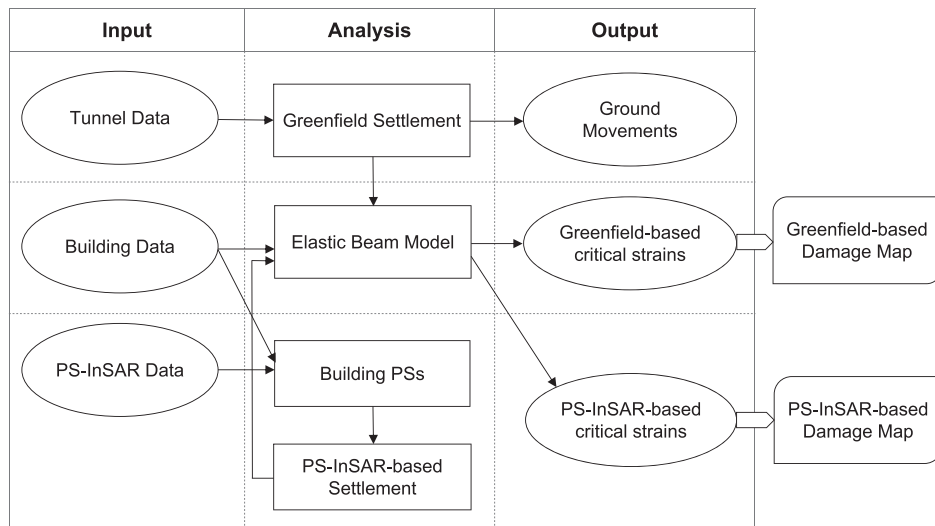 Input
Analysis
Output
Tunnel Data
Greenfield Settlement
Ground
Movements
Building Data
Elastic Beam Model
Greenfield-based
critical strains
Greenfield-based
Damage Map
PS-InSAR Data
Building PSs
PS-InSAR-based
critical strains
PS-InSAR-based
Damage Map
PS-InSAR-based
Settlement